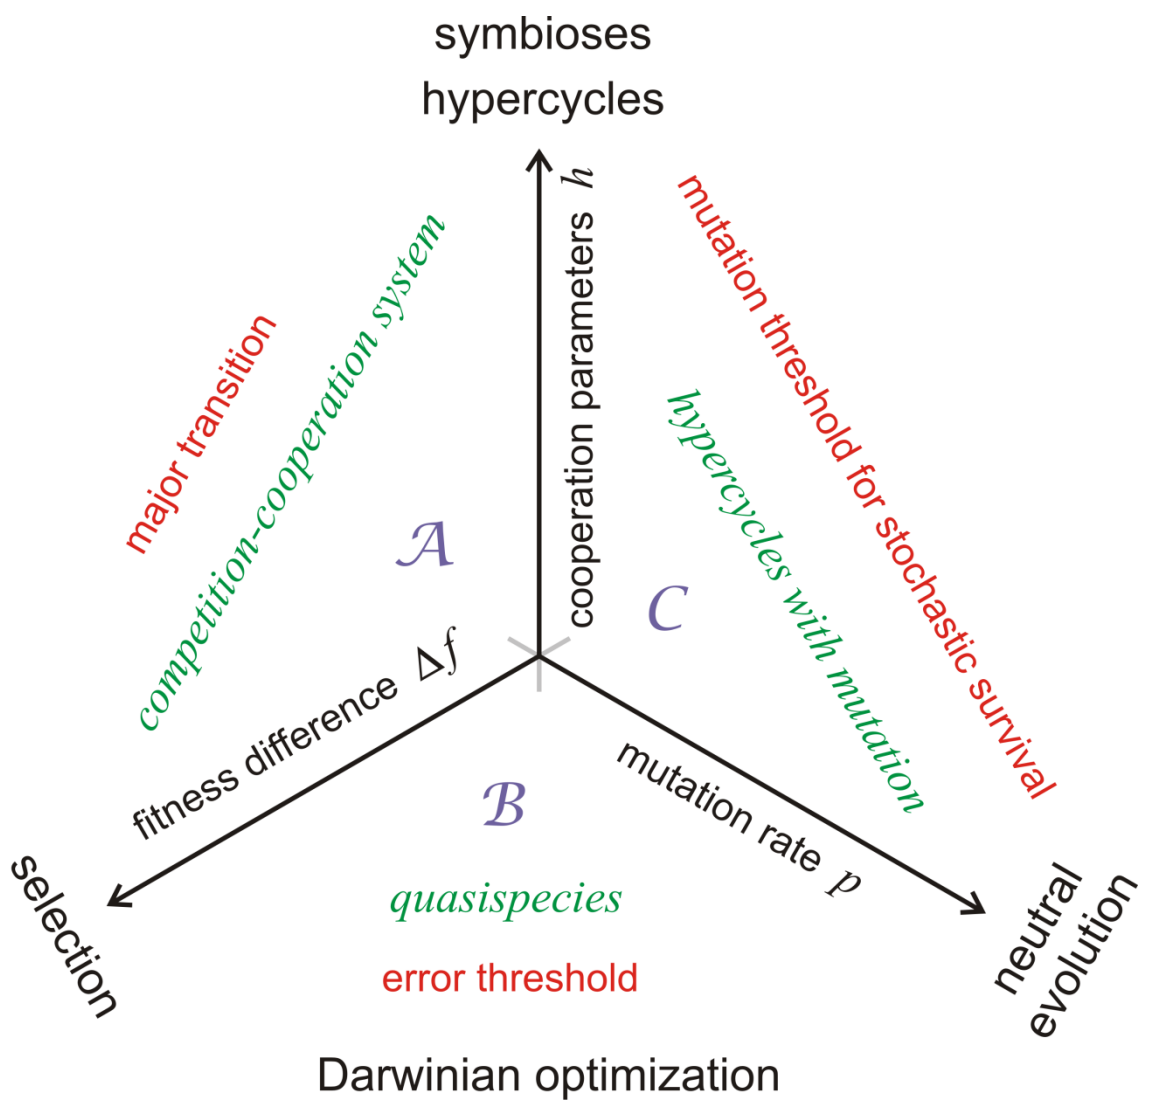 symbioses
hypercycles
cooperation parameters h
mutation threshold for stochastic survival
competition-cooperation system
major transition
hypercycles with mutation
A
C
fitness difference Δf
mutation rate p
B
selection
quasispecies
neutral
evolution
error threshold
Darwinian optimization